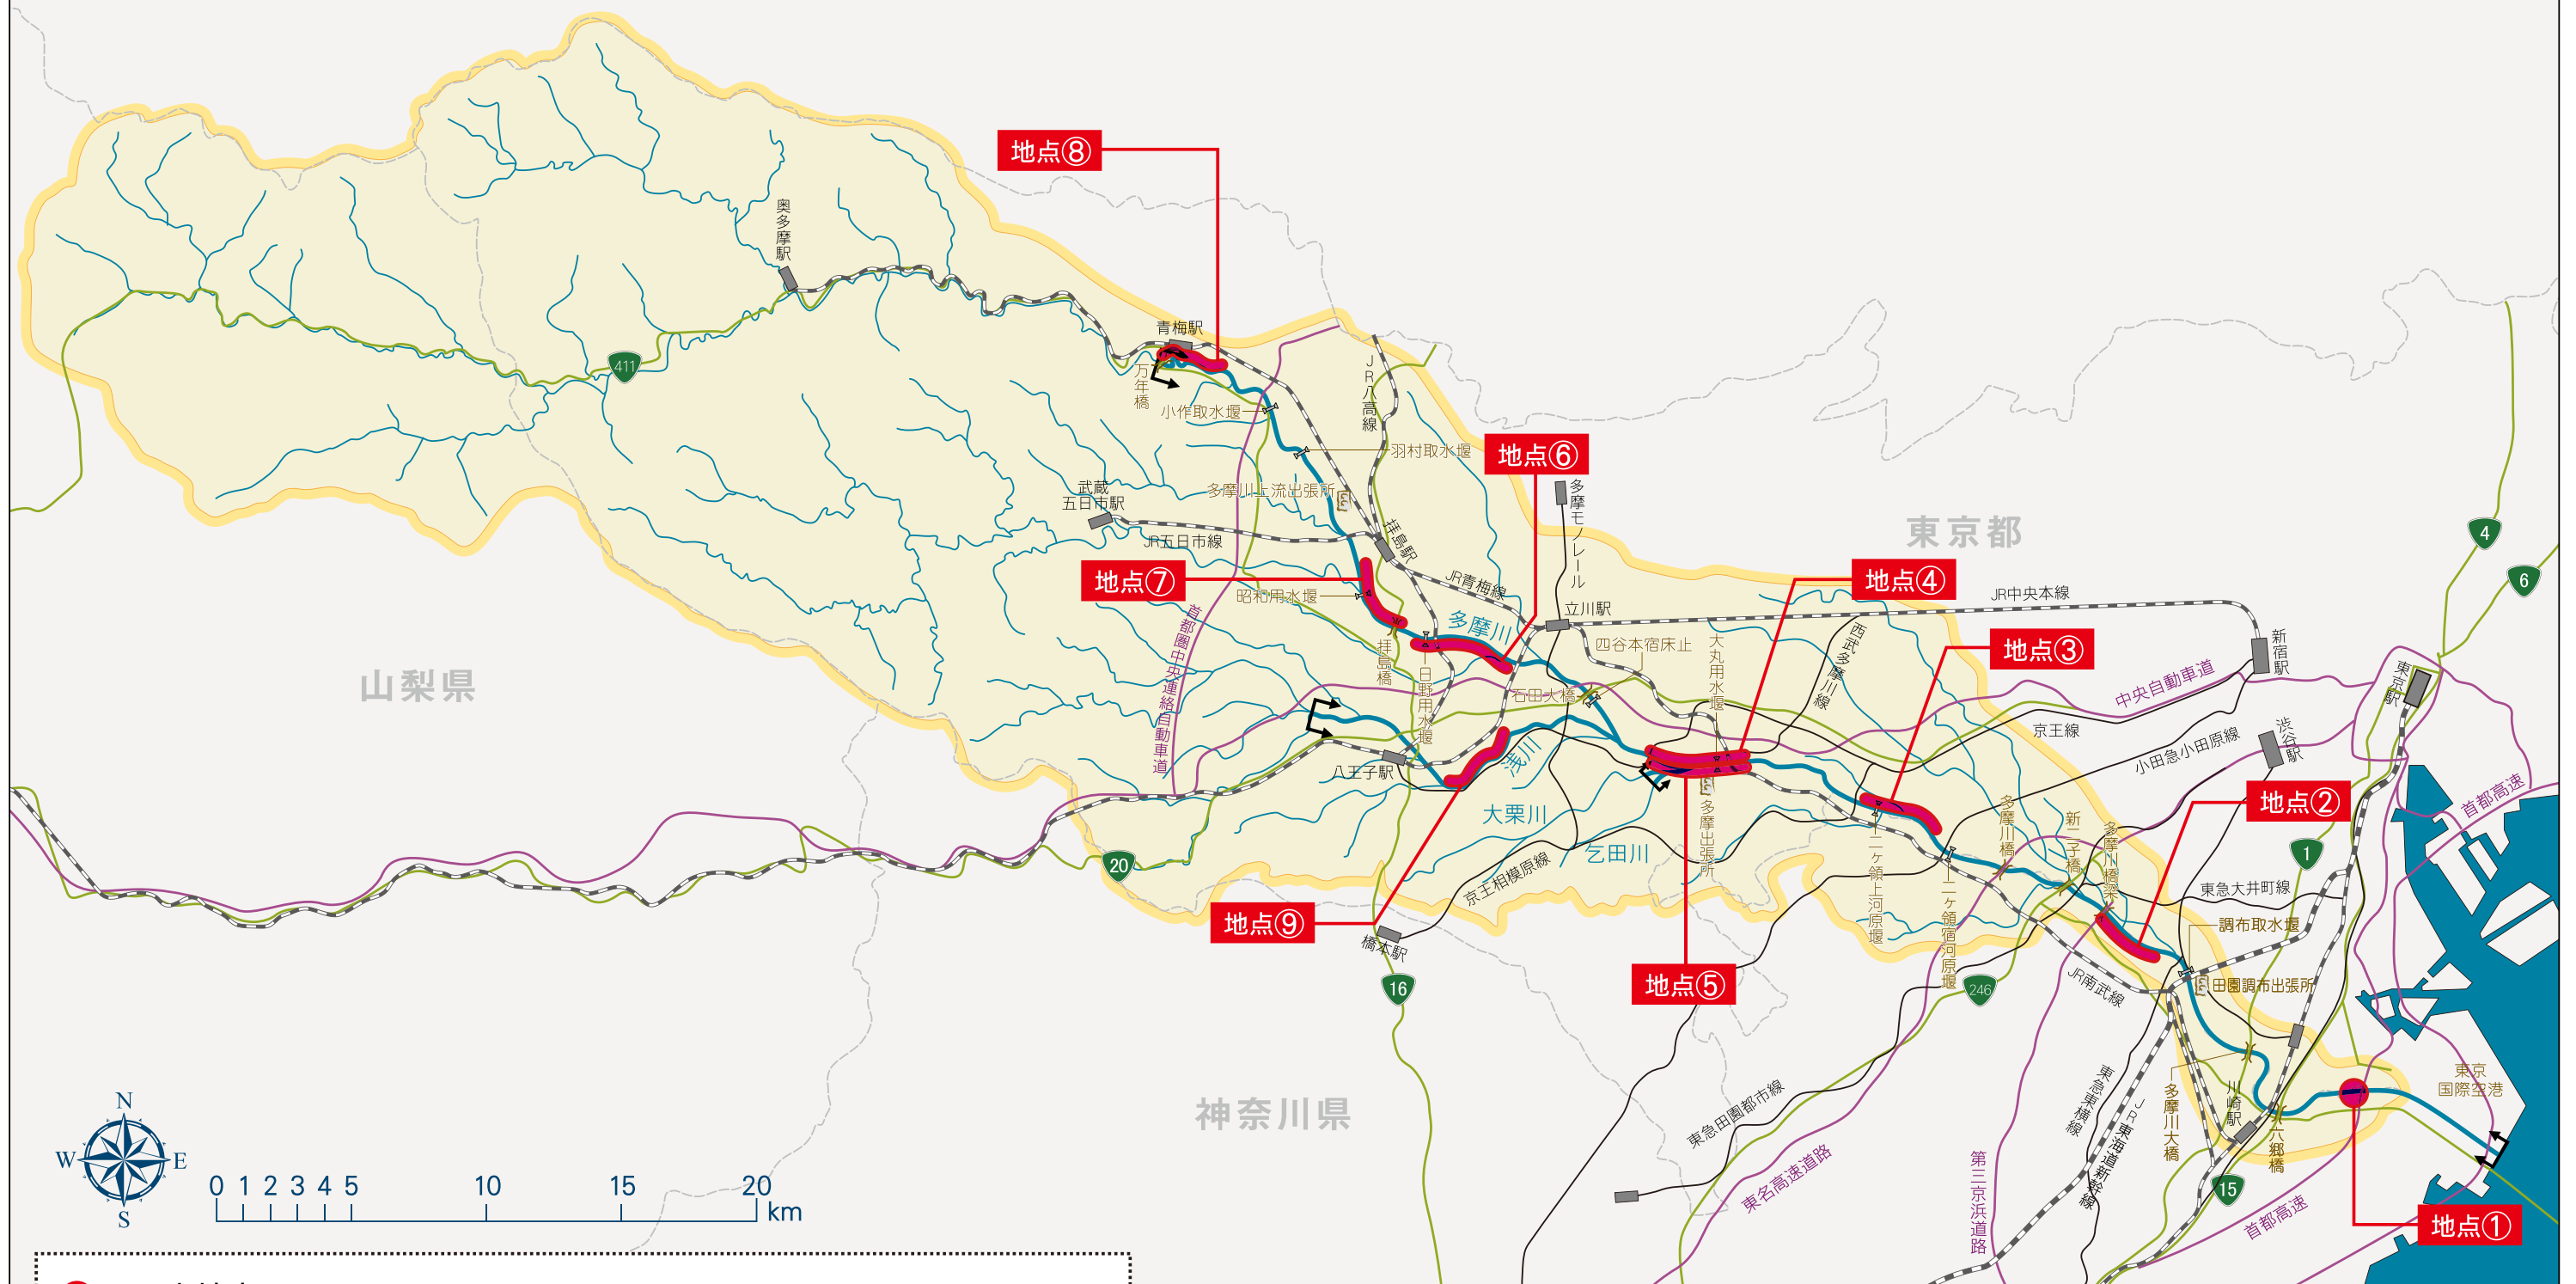 地点⑧
奥多摩駅
411
青梅駅
万年橋
小作取水堰
JR八高線
羽村取水堰
地点⑥
多摩川上流出張所
武蔵
五日市駅
JR五日市線
拝島駅
多摩モノレール
東京都
地点⑦
昭和用水堰
JR青梅線
地点④
立川駅
JR中央本線
多摩川
首都圏中央連絡自動車道
拝島橋
日野用水堰
四谷本宿床止
大丸用水堰
西武多摩川線
地点③
新宿駅
東京駅
4
6
山梨県
石田大橋
中央自動車道
京王線
小田急小田原線
渋谷駅
首都高速
八王子駅
浅川
大栗川
乞田川
多摩出張所
地点②
多摩川橋
新二子橋
多摩川橋梁
1
20
京王相模原線
二ヶ領上河原堰
二ヶ領宿河原堰
東急大井町線
地点⑨
橋本駅
調布取水堰
地点⑤
16
246
JR南武線
田園調布出張所
東京
国際空港
神奈川県
東急田園都市線
東急東横線
JR東海道新幹線
多摩川大橋
川崎駅
六郷橋
東名高速道路
第三京浜道路
15
首都高速
地点①
N
W
E
S
0 1 2 3 4 5 10 15 20
km